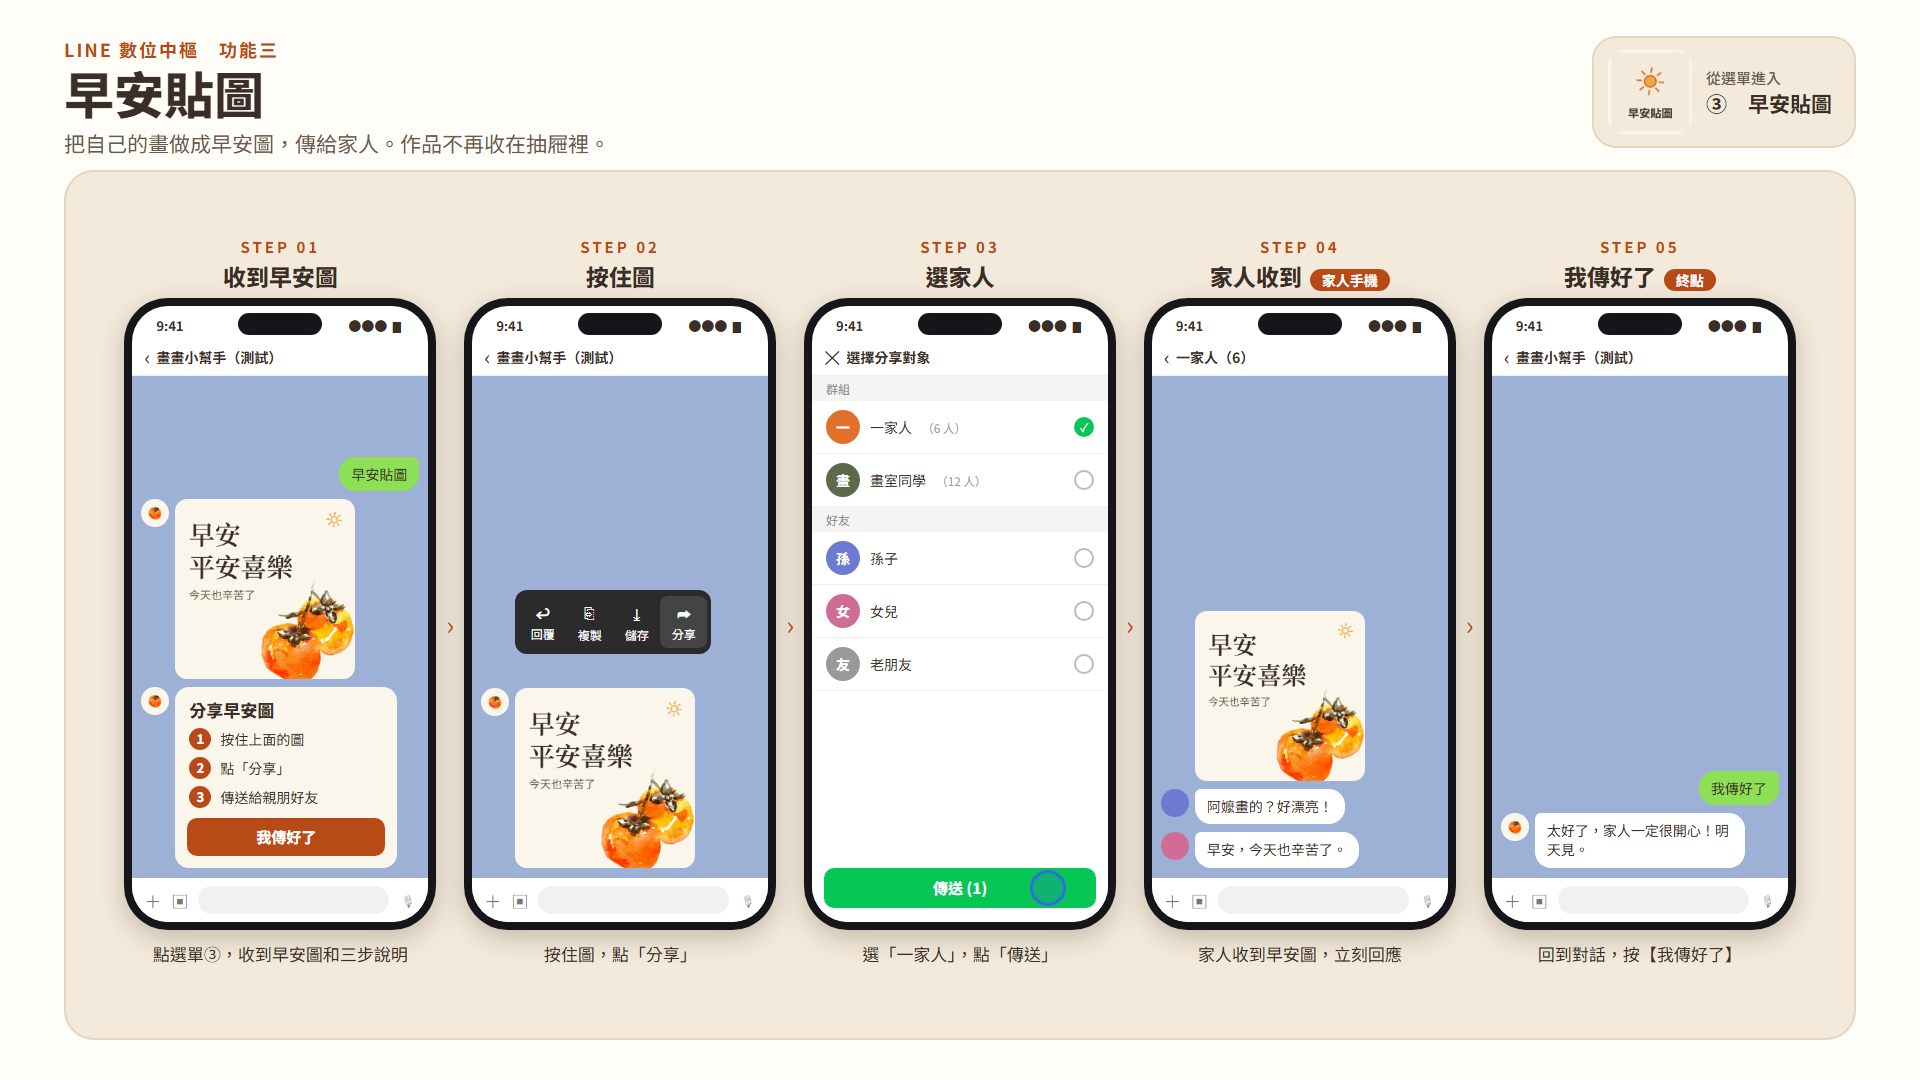 LINE 數位中樞　功能三
早安貼圖
把自己的畫做成早安圖，傳給家人。作品不再收在抽屜裡。
早安貼圖
從選單進入
③　早安貼圖
STEP 01
收到早安圖
9:41
‹ 畫畫小幫手（測試）
早安貼圖
早安
平安喜樂
今天也辛苦了
分享早安圖
1 按住上面的圖
2 點「分享」
3 傳送給親朋好友
我傳好了
點選單③，收到早安圖和三步說明
STEP 02
按住圖
9:41
‹ 畫畫小幫手（測試）
回覆 複製 儲存 分享
早安
平安喜樂
今天也辛苦了
按住圖，點「分享」
STEP 03
選家人
9:41
選擇分享對象
群組
一 一家人 （6 人）
畫 畫室同學 （12 人）
好友
孫 孫子
女 女兒
友 老朋友
傳送 (1)
選「一家人」，點「傳送」
STEP 04
家人收到 家人手機
9:41
‹ 一家人（6）
早安
平安喜樂
今天也辛苦了
阿嬤畫的？好漂亮！
早安，今天也辛苦了。
家人收到早安圖，立刻回應
STEP 05
我傳好了 終點
9:41
‹ 畫畫小幫手（測試）
我傳好了
太好了，家人一定很開心！明
天見。
回到對話，按【我傳好了】